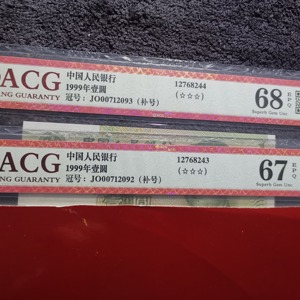 ACG
ING GUARANTY
中国人民银行
1999年壹圆
冠号：JO00712093（补号）
12768244
(☆☆☆)
68
EPQ
Superb Gem Unc
ACG
ING GUARANTY
中国人民银行
1999年壹圆
冠号：JO00712092（补号）
12768243
(☆☆☆)
67
EPQ
Superb Gem Unc